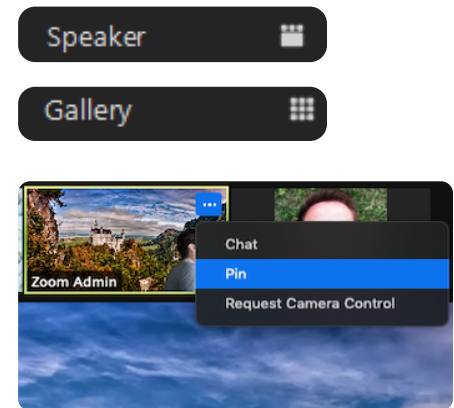 Speaker
Gallery
Chat
Zoom Admin
Pin
Request Camera Control